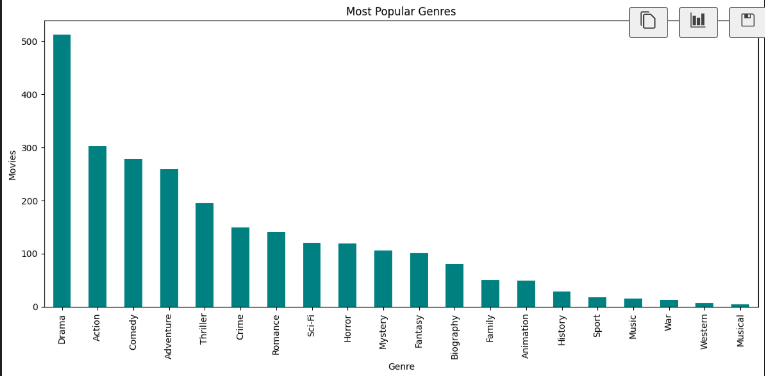 Most Popular Genres
500
400
300
200
100
0
Movies
Drama
Action
Comedy
Adventure
Thriller
Crime
Romance
Sci-Fi
Horror
Mystery
Fantasy
Biography
Family
Animation
History
Sport
Music
War
Western
Musical
Genre